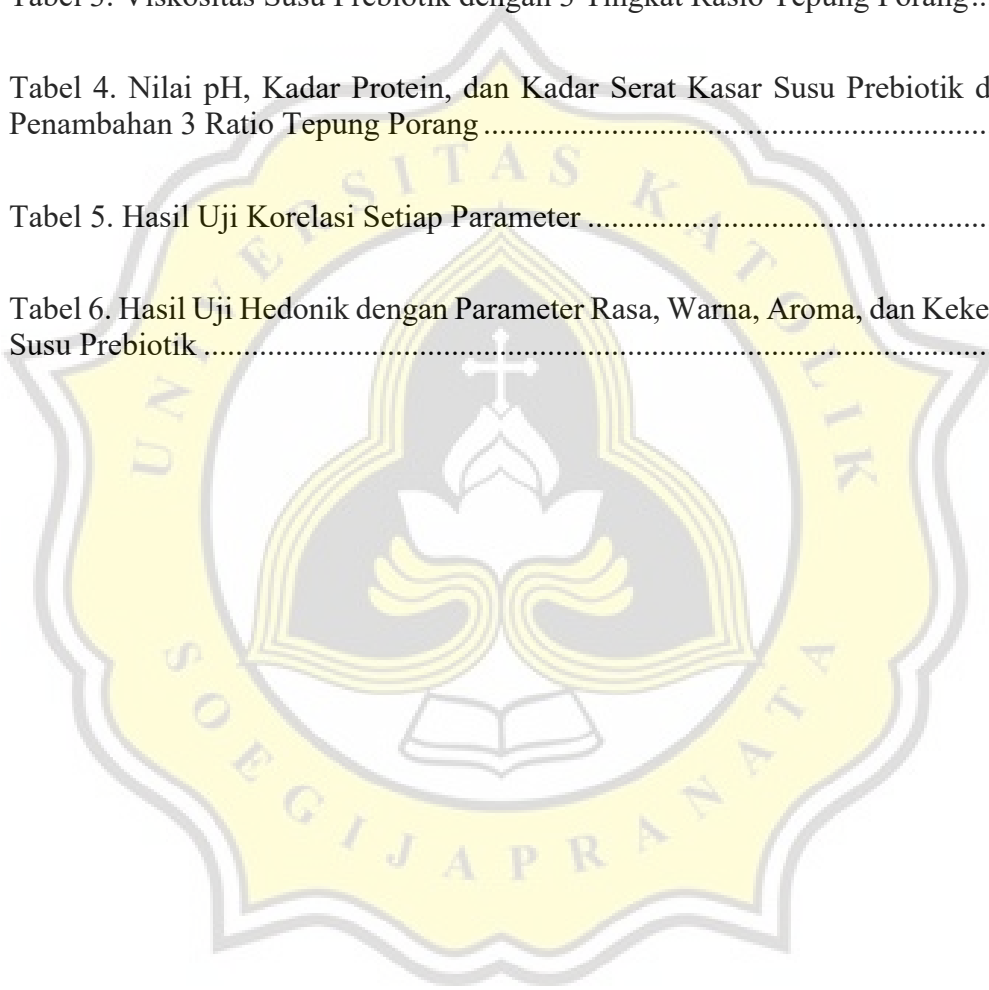 Tabel 3. Viskositas Susu Prebiotik dengan 3 Tingkat Rasio Tepung Porang..
Tabel 4. Nilai pH, Kadar Protein, dan Kadar Serat Kasar Susu Prebiotik d
Penambahan 3 Ratio Tepung Porang ................................................................
Tabel 5. Hasil Uji Korelasi Setiap Parameter ...................................................
Tabel 6. Hasil Uji Hedonik dengan Parameter Rasa, Warna, Aroma, dan Keke
Susu Prebiotik ....................................................................................................
UNIVERSITAS KATOLIK
SOEGIJAPRANATA